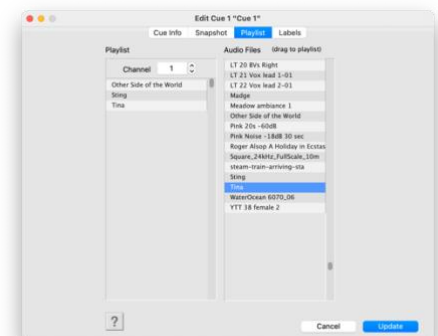 Edit Cue 1 "Cue 1"
Cue Info Snapshot Playlist Labels
Playlist
Audio Files (drag to playlist)
Channel 1
Other Side of the World
Sting
Tina
LT 20 BVs Right
LT 21 Vox lead 1-01
LT 22 Vox lead 2-01
Madge
Meadow ambiance 1
Other Side of the World
Pink 20s -60dB
Pink Noise -18dB 30 sec
Roger Alsop A Holiday in Ecstas
Square_24kHz_FullScale_10m
steam-train-arriving-sta
Sting
Tina
WaterOcean 6070_06
YTT 38 female 2
?
Cancel Update